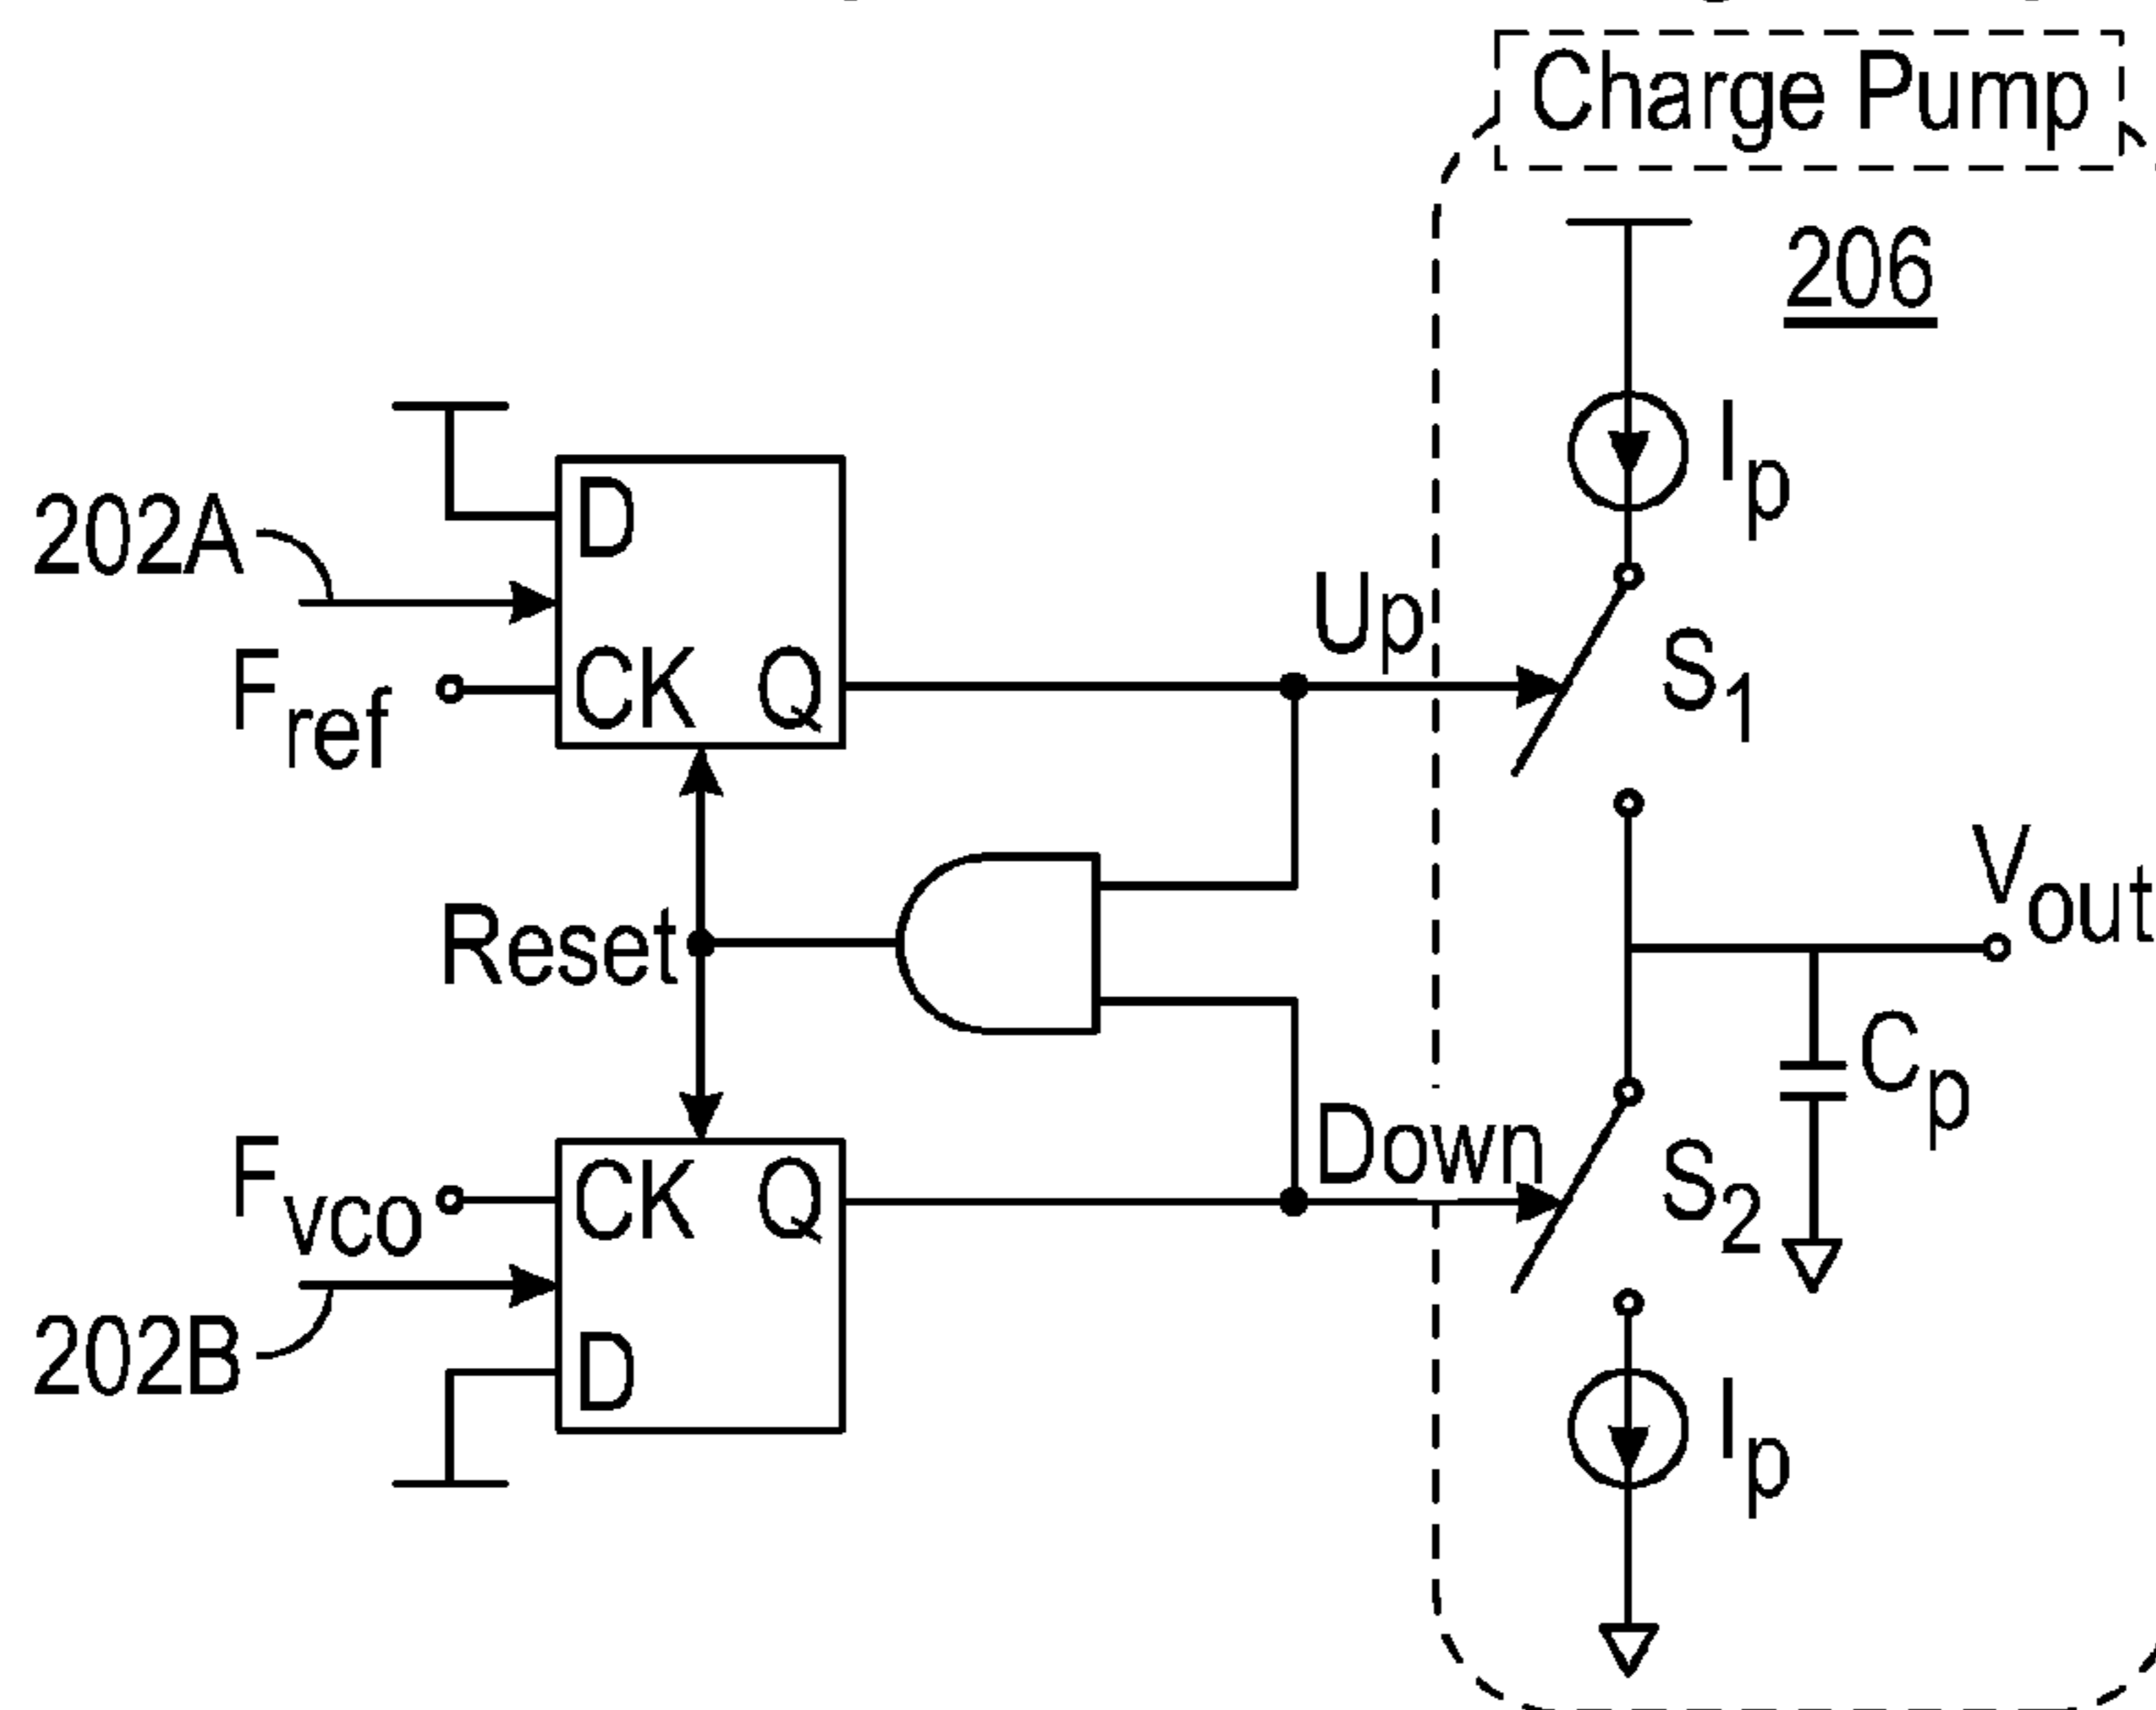 Charge Pump
206
Ip
D
202A
Up
CK Q
S1
Fref
Vout
Reset
Cp
Down
Fvco
CK Q
S2
202B
D
Ip